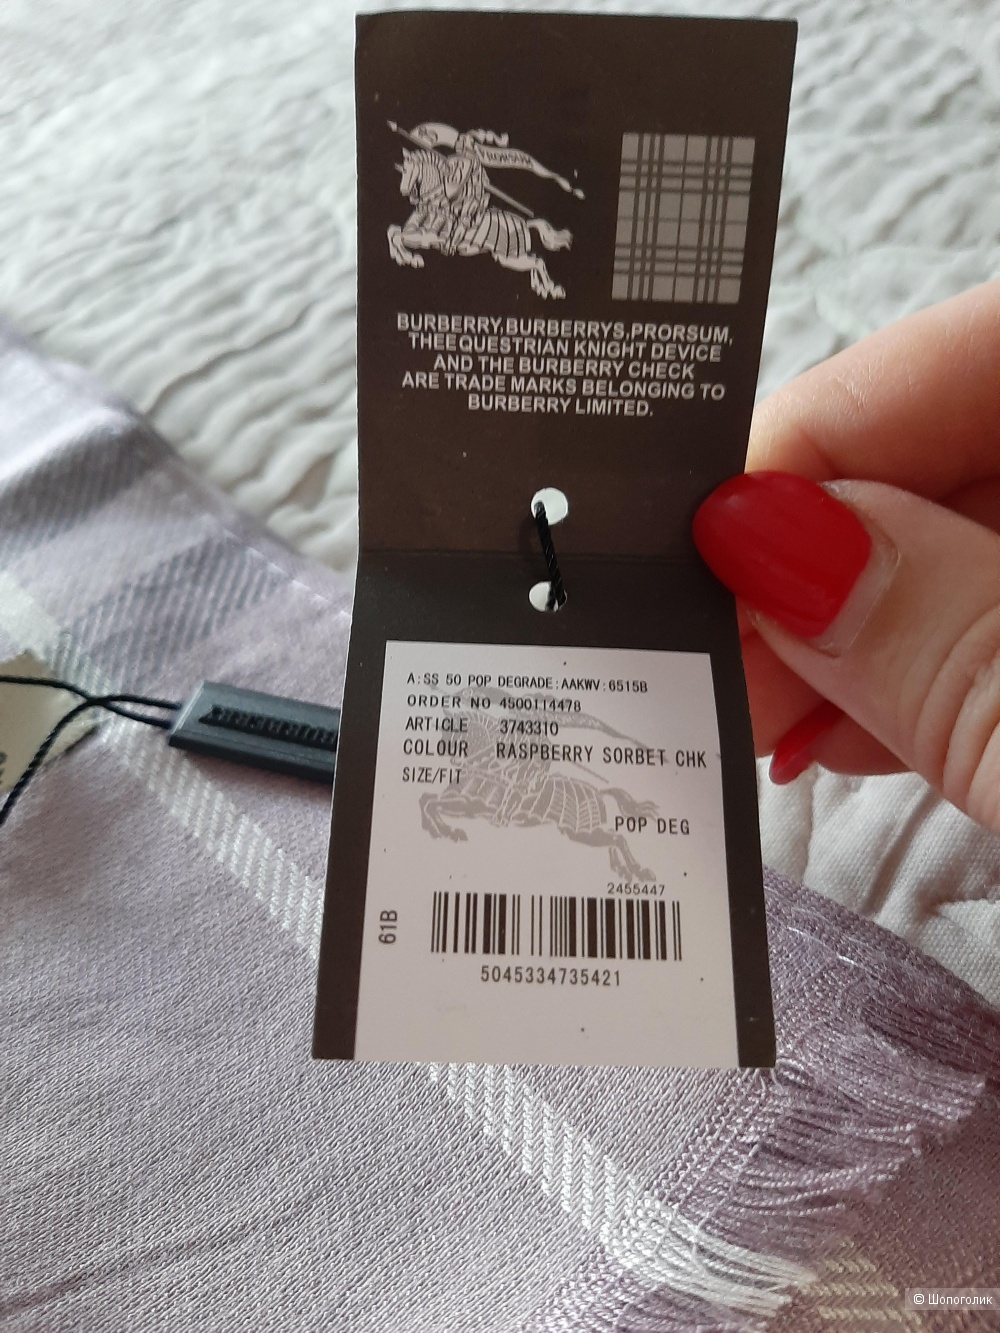 PRORSUM
BURBERRY,BURBERRYS,PRORSUM,
THEEQUESTRIAN KNIGHT DEVICE
AND THE BURBERRY CHECK
ARE TRADE MARKS BELONGING TO
BURBERRY LIMITED.
A:SS 50 POP DEGRADE:AAKWV:6515B
ORDER NO 4500114478
ARTICLE 3743310
COLOUR RASPBERRY SORBET CHK
SIZE/FIT
POP DEG
2455447
61B
5045334735421
© Шопоголик